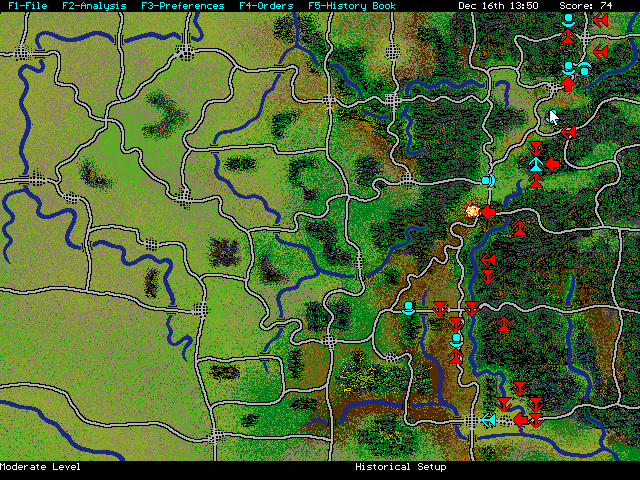 F1-File F2-Analysis F3-Preferences F4-Orders F5-History Book Dec 16th 13:50 Score: 74
Moderate Level Historical Setup